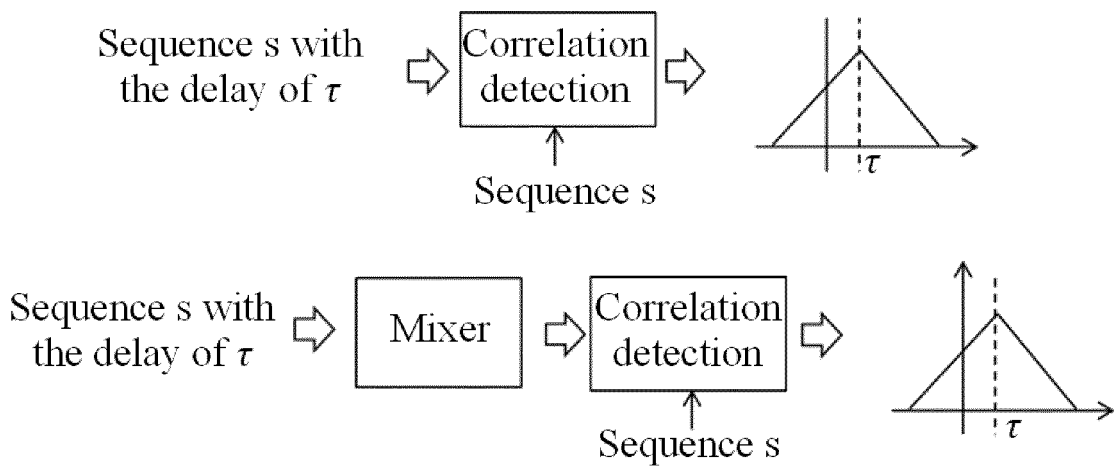 Sequence s with
the delay of τ
Correlation
detection
Sequence s
τ
Sequence s with
the delay of τ
Mixer
Correlation
detection
Sequence s
τ